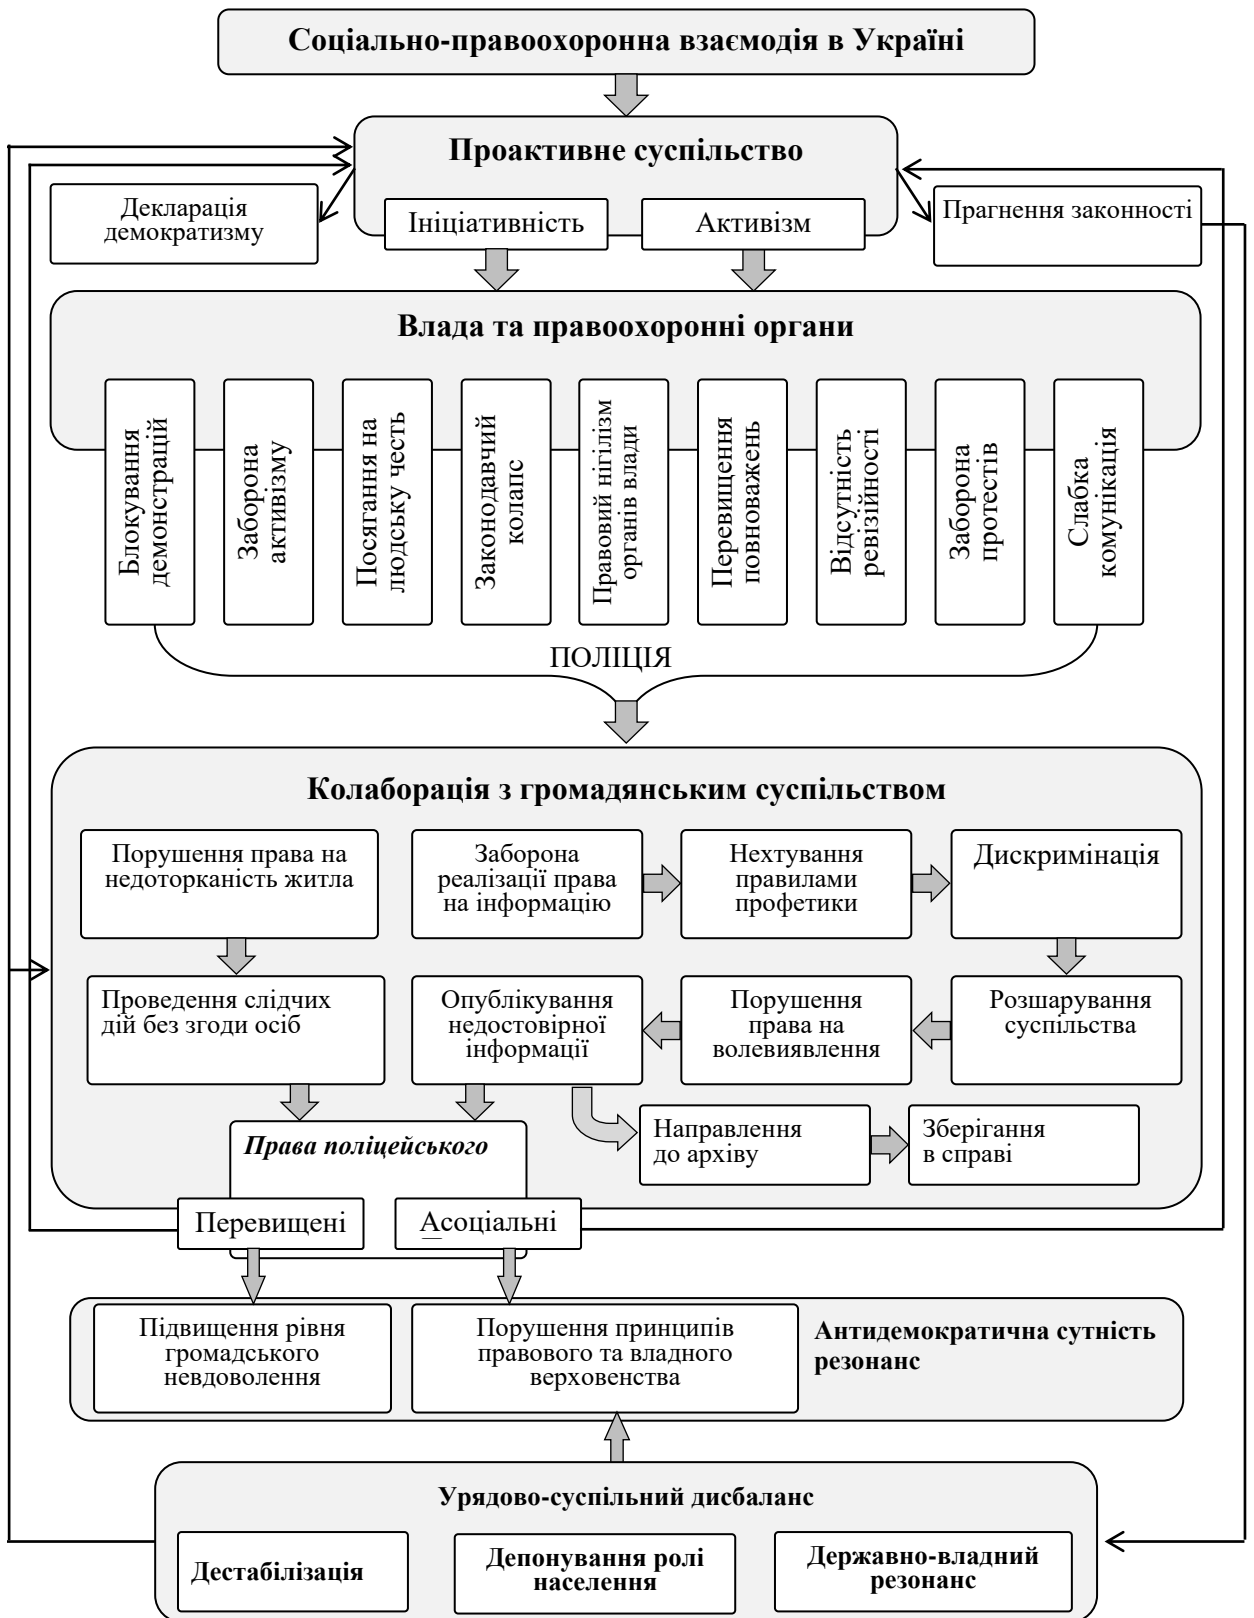 Соціально-правоохоронна взаємодія в Україні
Проактивне суспільство
Декларація
демократизму
Ініціативність
Активізм
Прагнення законності
Влада та правоохоронні органи
Блокування
демонстрацій
Заборона
активізму
Посягання на
людську честь
Законодавчий
колапс
Правовий нігілізм
органів влади
Перевищення
повноважень
Відсутність
ревізійності
Заборона
протестів
Слабка
комунікація
ПОЛІЦІЯ
Колаборація з громадянським суспільством
Порушення права на
недоторканість житла
Заборона
реалізації права
на інформацію
Нехтування
правилами
профетики
Дискримінація
Проведення слідчих
дій без згоди осіб
Опублікування
недостовірної
інформації
Порушення
права на
волевиявлення
Розшарування
суспільства
Права поліцейського
Направлення
до архіву
Зберігання
в справі
Перевищені
Асоціальні
Підвищення рівня
громадського
невдоволення
Порушення принципів
правового та владного
верховенства
Антидемократична сутність
резонанс
Урядово-суспільний дисбаланс
Дестабілізація
Депонування ролі
населення
Державно-владний
резонанс